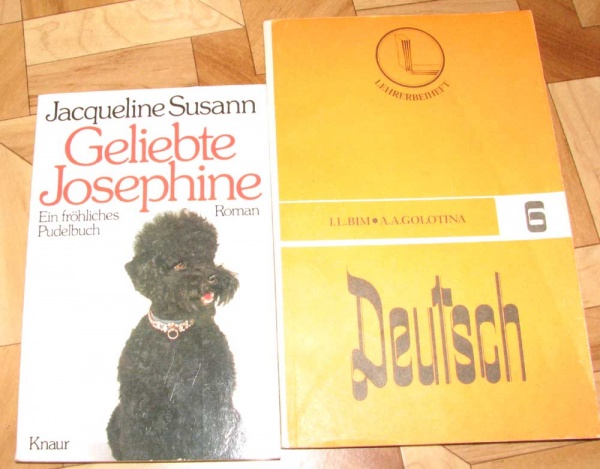 Jacqueline Susann
Geliebte
Josephine
Ein fröhliches
Pudelbuch
Roman
Knaur
LEHRERBEIHEFT
I.L.BIM • A.A.GOLOTINA
6
Deutsch